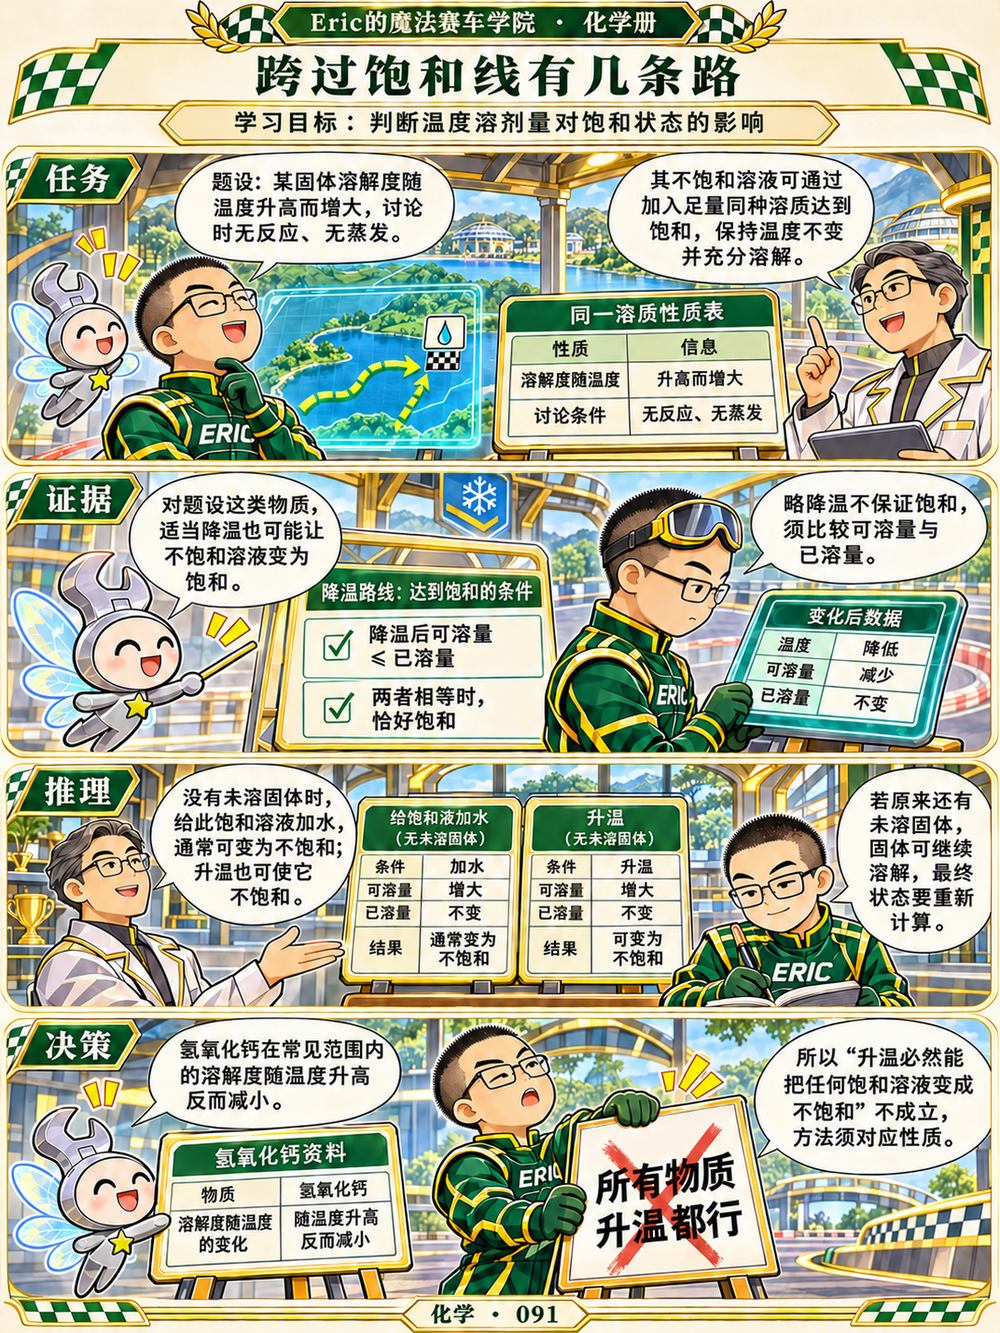 Eric的魔法赛车学院 · 化学册
跨过饱和线有几条路
学习目标：判断温度溶剂量对饱和状态的影响
任务
题设：某固体溶解度随
温度升高而增大，讨论
时无反应、无蒸发。
其不饱和溶液可通过
加入足量同种溶质达到
饱和，保持温度不变
并充分溶解。
同一溶质性质表
性质 信息
溶解度随温度 升高而增大
讨论条件 无反应、无蒸发
ERIC
证据
对题设这类物质，
适当降温也可能让
不饱和溶液变为
饱和。
略降温不保证饱和，
须比较可溶量与
已溶量。
降温路线：达到饱和的条件
降温后可溶量
≤ 已溶量
两者相等时，
恰好饱和
变化后数据
温度 降低
可溶量 减少
已溶量 不变
ERIC
推理
没有未溶固体时，
给此饱和溶液加水，
通常可变为不饱和；
升温也可使它
不饱和。
给饱和液加水
（无未溶固体）
条件 加水
可溶量 增大
已溶量 不变
结果 通常变为
不饱和
升温
（无未溶固体）
条件 升温
可溶量 增大
已溶量 不变
结果 可变为
不饱和
若原来还有
未溶固体，
固体可继续
溶解，最终
状态要重新
计算。
ERIC
决策
氢氧化钙在常见范围内
的溶解度随温度升高
反而减小。
所以“升温必然能
把任何饱和溶液变成
不饱和”不成立，
方法须对应性质。
氢氧化钙资料
物质 氢氧化钙
溶解度随温度
的变化 随温度升高
反而减小
ERIC
所有物质
升温都行
化学 · 091